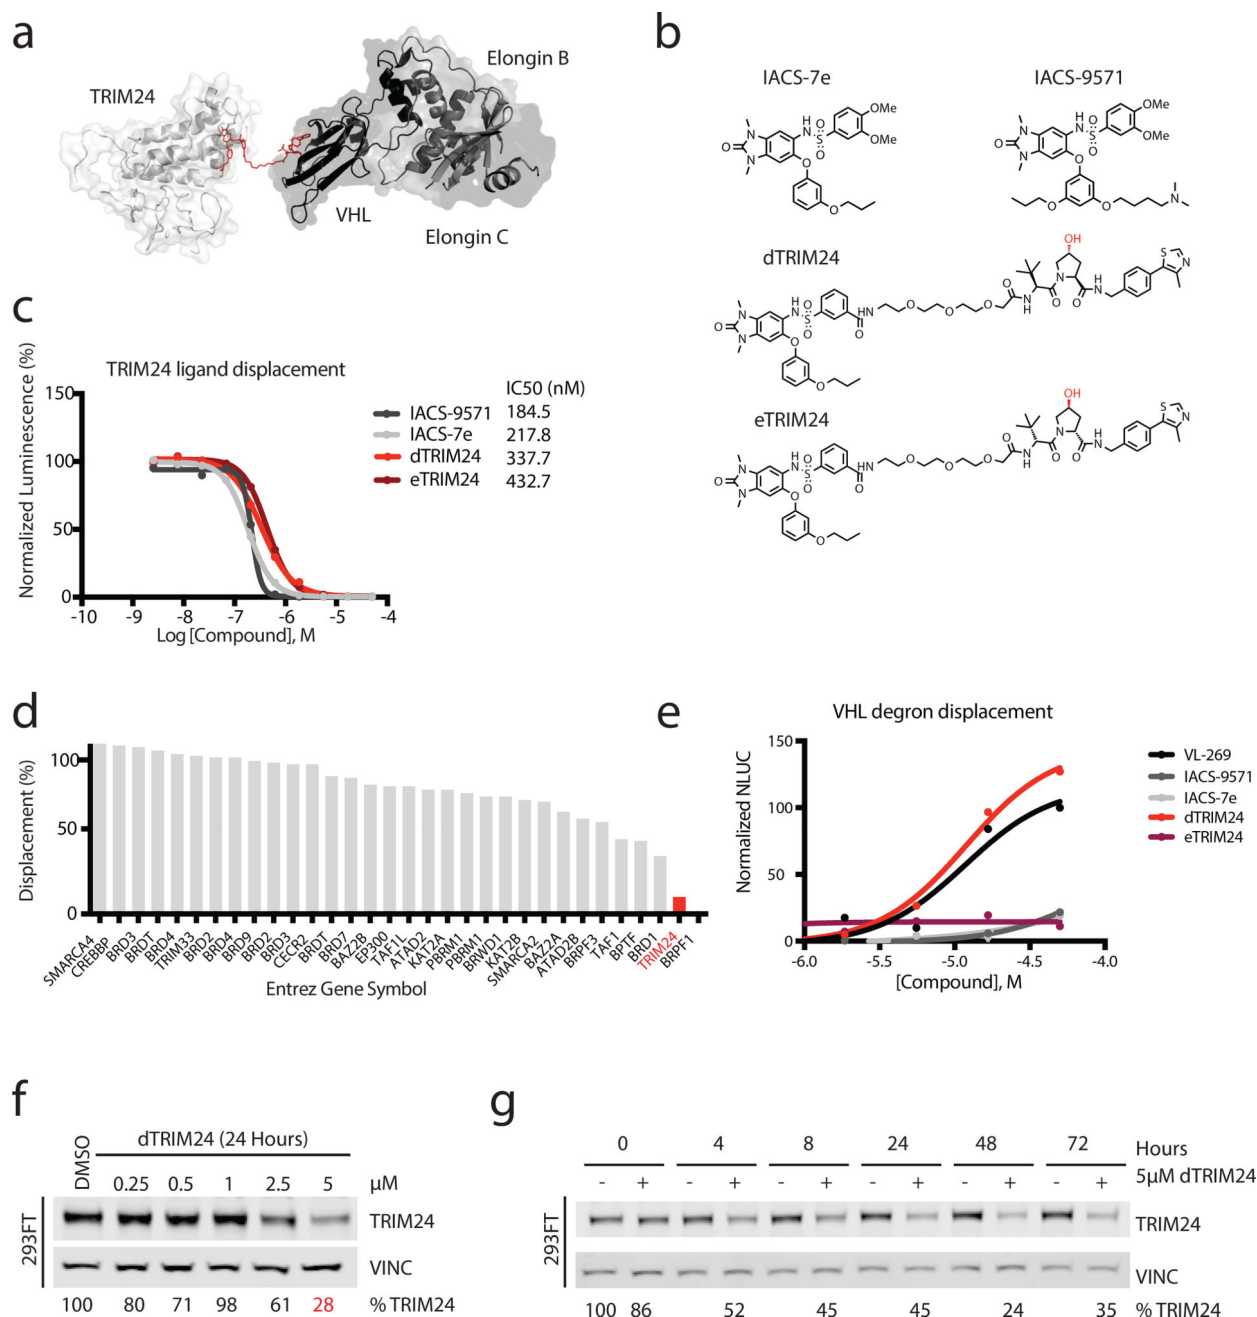 a
TRIM24
Elongin B
VHL
Elongin C
b
IACS-7e
IACS-9571
dTRIM24
eTRIM24
c
TRIM24 ligand displacement
Normalized Luminescence (%)
150
100
50
0
-10 -9 -8 -7 -6 -5 -4
Log [Compound], M
IC50 (nM)
IACS-9571 184.5
IACS-7e 217.8
dTRIM24 337.7
eTRIM24 432.7
d
Displacement (%)
100
50
0
SMARCA4
CREBBP
BRD3
BRDT
BRD4
TRIM33
BRD2
BRD4
BRD9
BRD2
BRD3
CECR2
BRDT
BRD7
BAZ2B
EP300
TAF1L
ATAD2
KAT2A
PBRM1
PBRM1
BRWD1
KAT2B
SMARCA2
BAZ2A
ATAD2B
BRPF3
TAF1
BPTF
BRD1
TRIM24
BRPF1
Entrez Gene Symbol
e
VHL degron displacement
Normalized NLUC
150
100
50
0
-6.0 -5.5 -5.0 -4.5 -4.0
[Compound], M
VL-269
IACS-9571
IACS-7e
dTRIM24
eTRIM24
f
dTRIM24 (24 Hours)
DMSO
0.25 0.5 1 2.5 5 μM
293FT
TRIM24
VINC
100 80 71 98 61 28 % TRIM24
g
0 4 8 24 48 72 Hours
- + - + - + - + - + - + 5μM dTRIM24
293FT
TRIM24
VINC
100 86 52 45 45 24 35 % TRIM24